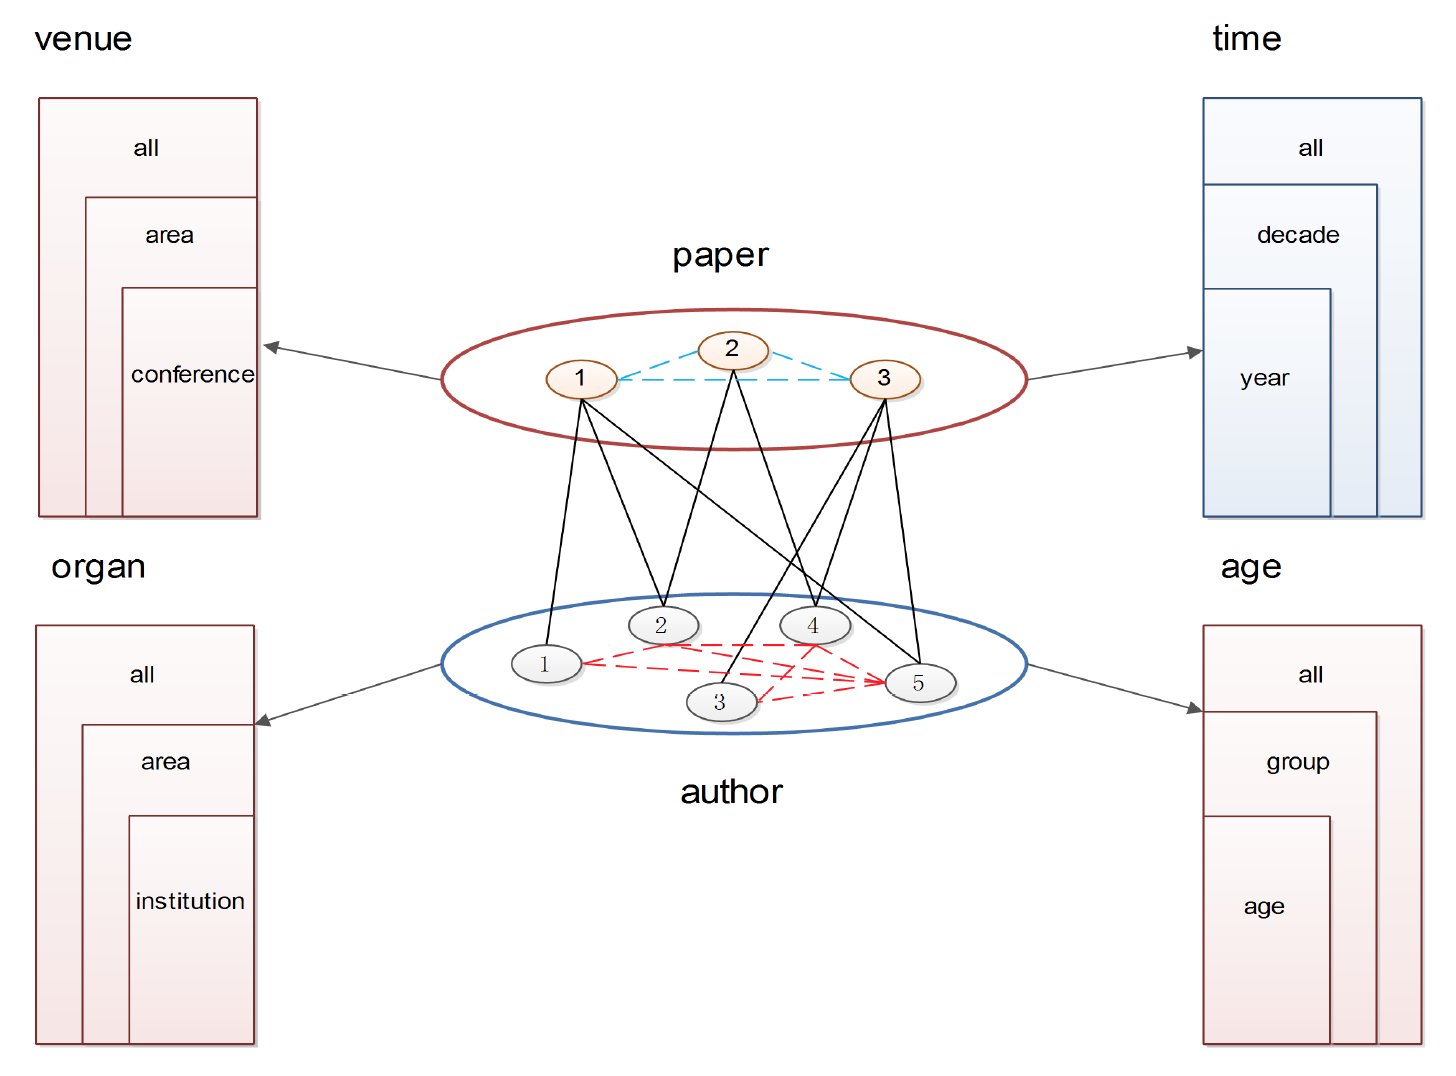 venue
all
area
conference
time
all
decade
year
paper
1
2
3
organ
all
area
institution
2
4
1
3
5
author
age
all
group
age